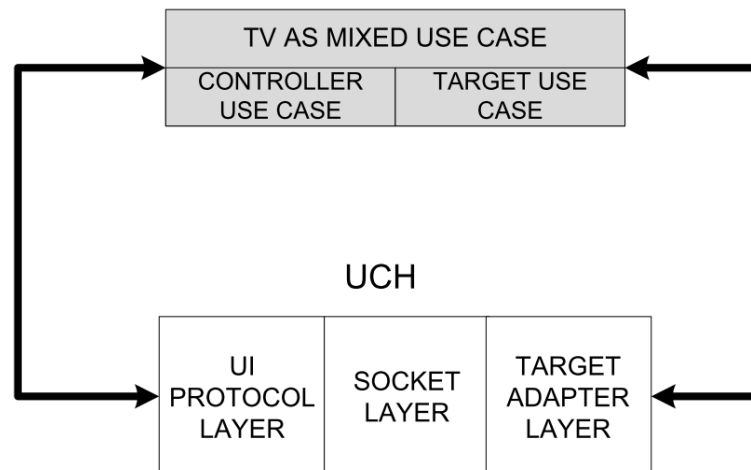 TV AS MIXED USE CASE
CONTROLLER
USE CASE
TARGET USE
CASE
UCH
UI
PROTOCOL
LAYER
SOCKET
LAYER
TARGET
ADAPTER
LAYER